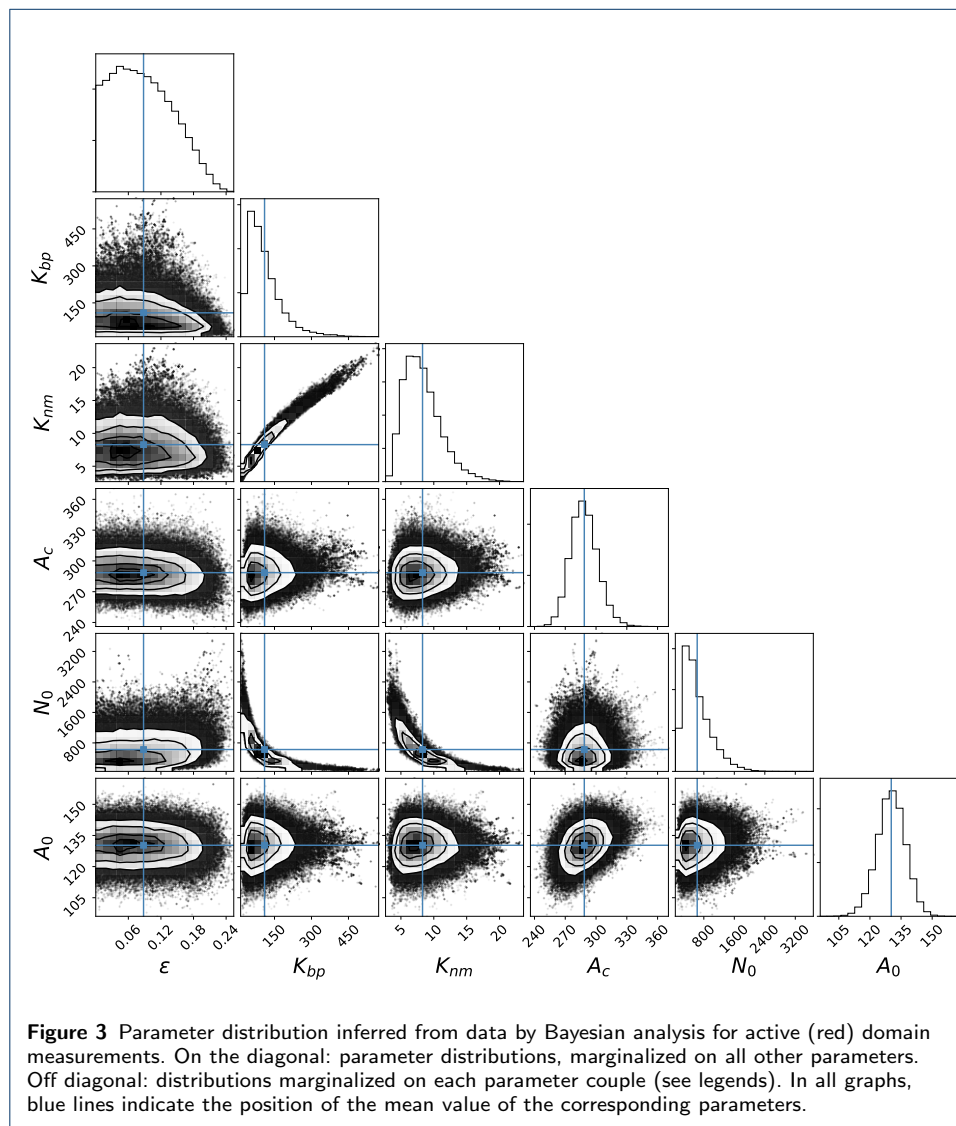 K_bp
450
300
150
K_nm
20
15
10
5
A_c
360
330
300
270
240
N_0
3200
2400
1600
800
A_0
150
135
120
105
0.06 0.12 0.18 0.24 150 300 450 5 10 15 20 240 270 300 330 360 800 1600 2400 3200 105 120 135 150
ε K_bp K_nm A_c N_0 A_0
Figure 3 Parameter distribution inferred from data by Bayesian analysis for active (red) domain
measurements. On the diagonal: parameter distributions, marginalized on all other parameters.
Off diagonal: distributions marginalized on each parameter couple (see legends). In all graphs,
blue lines indicate the position of the mean value of the corresponding parameters.